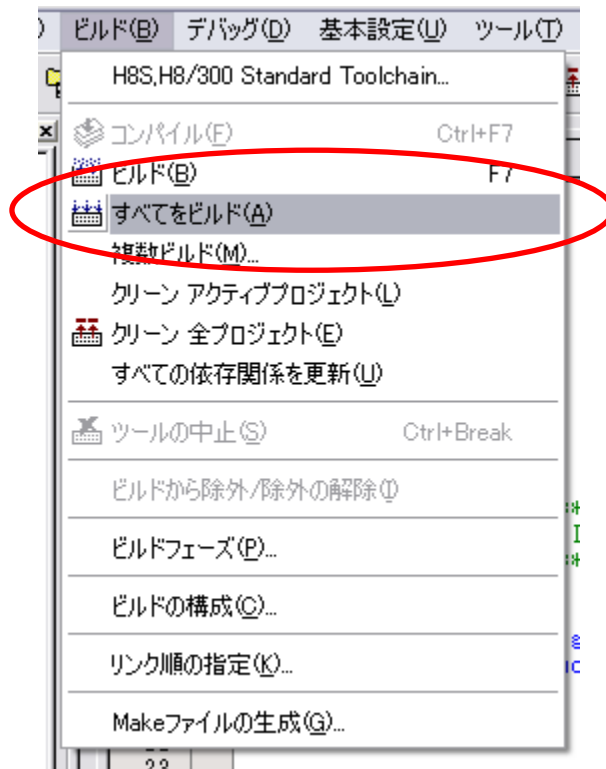 ) ビルド(B) デバッグ(D) 基本設定(U) ツール(T)
H8S,H8/300 Standard Toolchain...
コンパイル(F) Ctrl+F7
ビルド(B) F7
すべてをビルド(A)
複数ビルド(M)...
クリーン アクティブプロジェクト(L)
クリーン 全プロジェクト(E)
すべての依存関係を更新(U)
ツールの中止(S) Ctrl+Break
ビルドから除外/除外の解除(I)
ビルドフェーズ(P)...
ビルドの構成(C)...
リンク順の指定(K)...
Makeファイルの生成(G)...